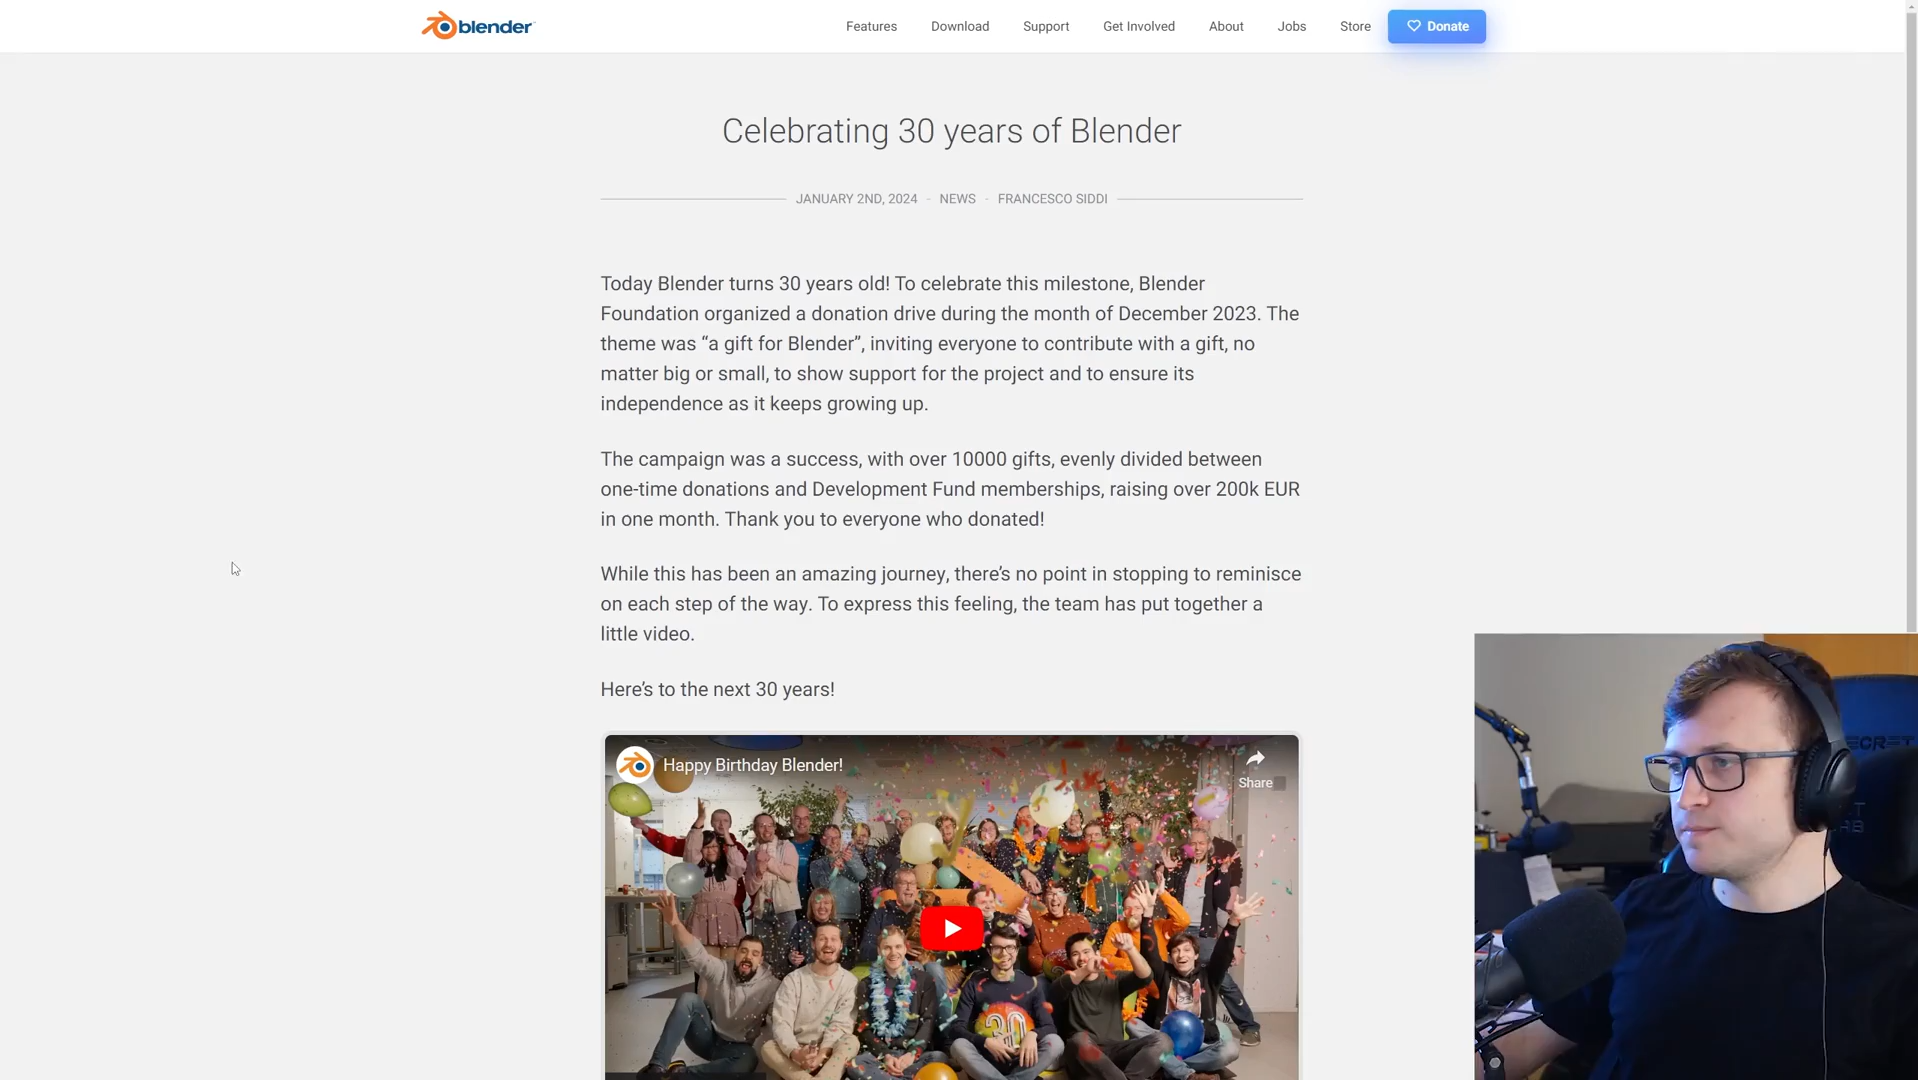 blender
Features Download Support Get Involved About Jobs Store Donate
Celebrating 30 years of Blender
JANUARY 2ND, 2024 - NEWS - FRANCESCO SIDDI
Today Blender turns 30 years old! To celebrate this milestone, Blender
Foundation organized a donation drive during the month of December 2023. The
theme was “a gift for Blender”, inviting everyone to contribute with a gift, no
matter big or small, to show support for the project and to ensure its
independence as it keeps growing up.
The campaign was a success, with over 10000 gifts, evenly divided between
one-time donations and Development Fund memberships, raising over 200k EUR
in one month. Thank you to everyone who donated!
While this has been an amazing journey, there’s no point in stopping to reminisce
on each step of the way. To express this feeling, the team has put together a
little video.
Here’s to the next 30 years!
Happy Birthday Blender!
Share
30